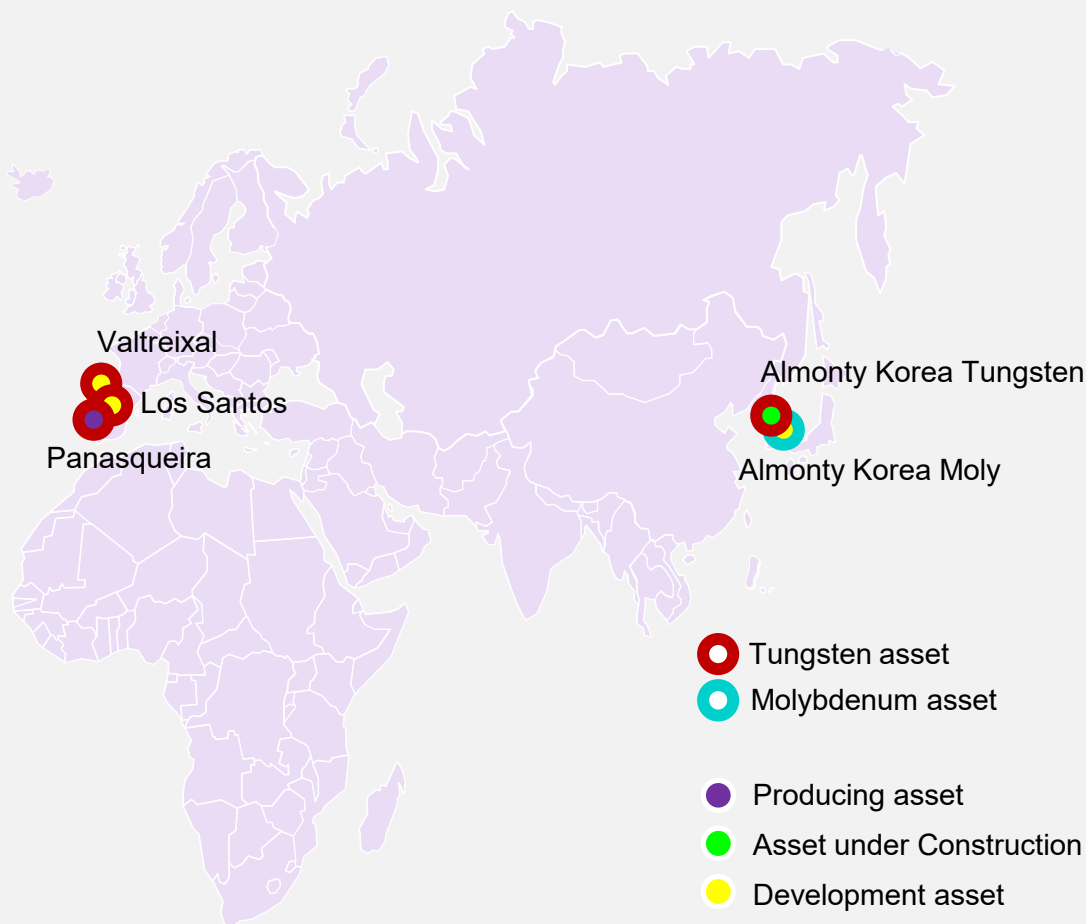 Valtreixal
Los Santos
Panasqueira
Almonty Korea Tungsten
Almonty Korea Moly
Tungsten asset
Molybdenum asset
Producing asset
Asset under Construction
Development asset